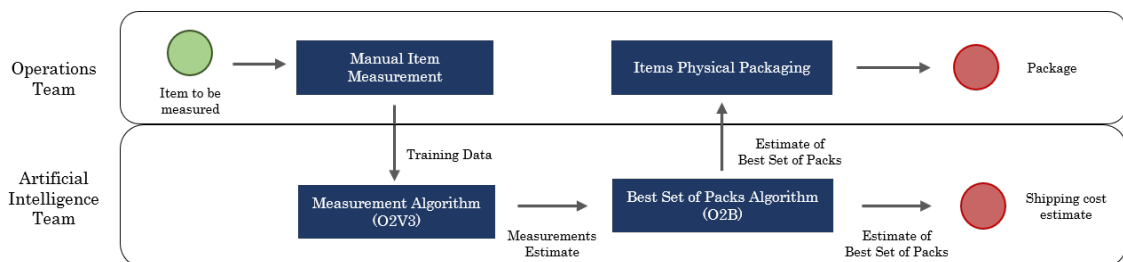 Operations
Team
Item to be
measured
Manual Item
Measurement
Items Physical Packaging
Package
Training Data
Estimate of
Best Set of Packs
Artificial
Intelligence
Team
Measurement Algorithm
(O2V3)
Measurements
Estimate
Best Set of Packs Algorithm
(O2B)
Estimate of
Best Set of Packs
Shipping cost
estimate